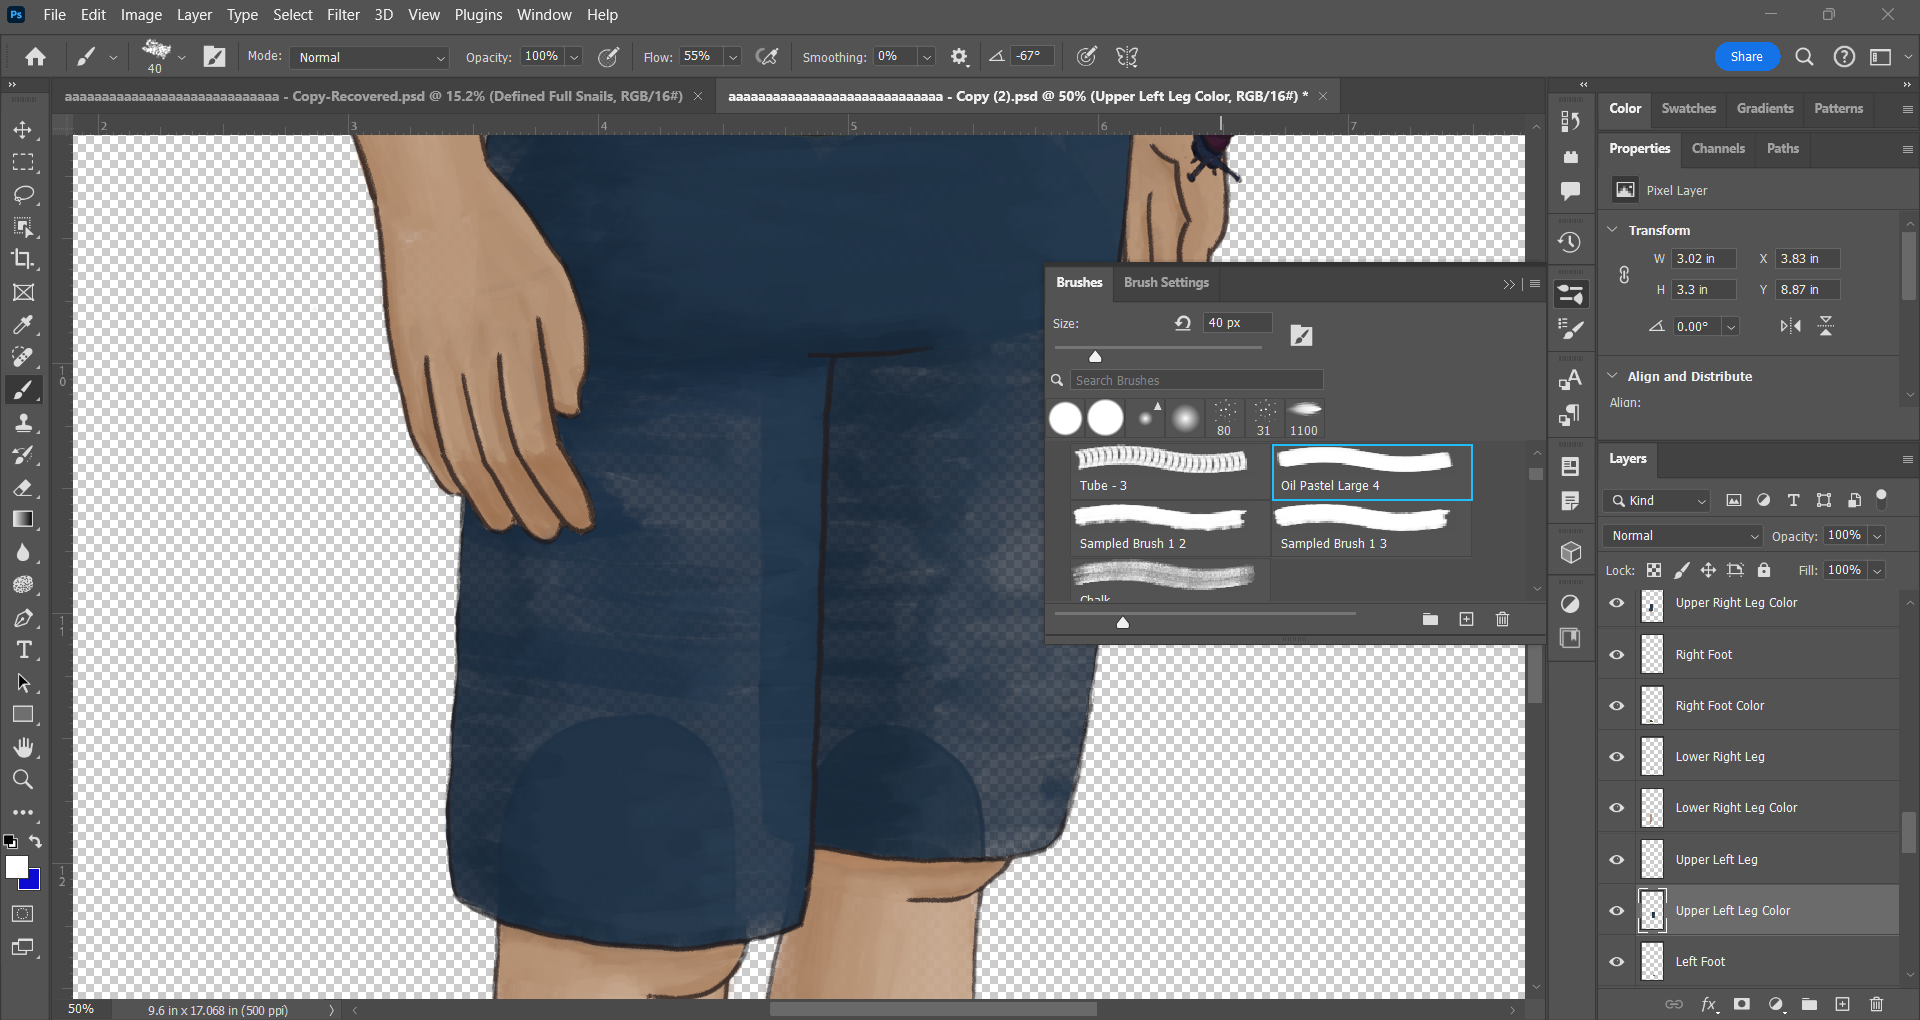 Ps File Edit Image Layer Type Select Filter 3D View Plugins Window Help
40 Mode: Normal Opacity: 100% Flow: 55% Smoothing: 0% -67° Share
aaaaaaaaaaaaaaaaaaaaaaaaaaaaa - Copy-Recovered.psd @ 15.2% (Defined Full Snails, RGB/16#) aaaaaaaaaaaaaaaaaaaaaaaaaaaaa - Copy (2).psd @ 50% (Upper Left Leg Color, RGB/16#) *
Color Swatches Gradients Patterns
2 3 4 5 6 7
Properties Channels Paths
Pixel Layer
Transform
W 3.02 in X 3.83 in
H 3.3 in Y 8.87 in
0.00°
Align and Distribute
Align:
Brushes Brush Settings
Size: 40 px
Search Brushes
80 31 1100
Tube - 3 Oil Pastel Large 4
Sampled Brush 1 2 Sampled Brush 1 3
Chalk
10
11
12
Layers
Kind
Normal Opacity: 100%
Lock: Fill: 100%
Upper Right Leg Color
Right Foot
Right Foot Color
Lower Right Leg
Lower Right Leg Color
Upper Left Leg
Upper Left Leg Color
Left Foot
fx
50% 9.6 in x 17.068 in (500 ppi)